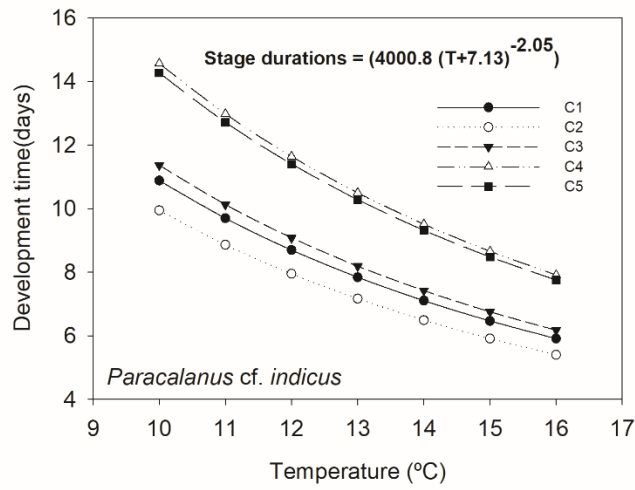 16
14
12
10
8
6
4
Development time(days)
Stage durations = (4000.8 (T+7.13)^-2.05)
C1
C2
C3
C4
C5
Paracalanus cf. indicus
9 10 11 12 13 14 15 16 17
Temperature (ºC)